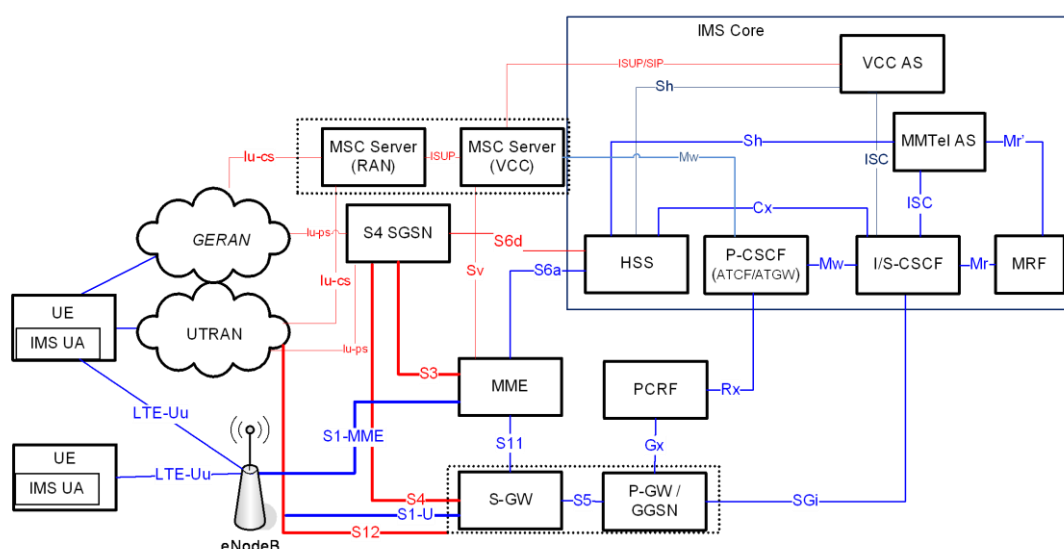 IMS Core
VCC AS
ISUP/SIP
Sh
MSC Server
(RAN)
ISUP
MSC Server
(VCC)
Iu-cs
Mw
Sh
MMTel AS
Mr'
ISC
ISC
Cx
GERAN
Iu-ps
S4 SGSN
S6d
HSS
P-CSCF
(ATCF/ATGW)
Mw
I/S-CSCF
Mr
MRF
Iu-cs
Sv
S6a
UE
IMS UA
UTRAN
Iu-ps
S3
MME
PCRF
Rx
LTE-Uu
S1-MME
S11
Gx
UE
IMS UA
LTE-Uu
S4
S1-U
S12
S-GW
S5
P-GW /
GGSN
SGi
eNodeB